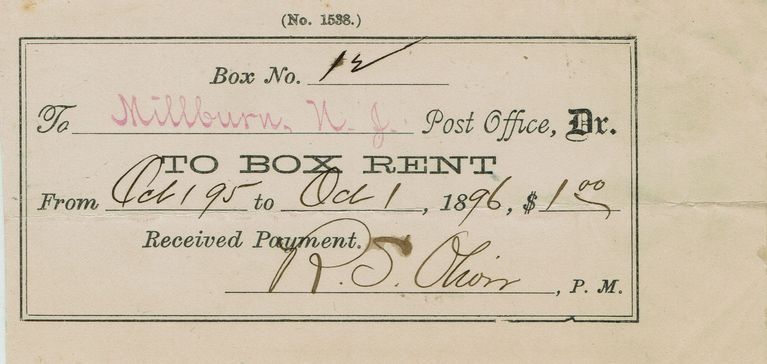 (No. 1538.)
Box No. 12
To Millburn, N. J. Post Office, Dr.
TO BOX RENT
From Oct 1 95 to Oct 1, 1896, $1 00
Received Payment.
R. S. , P. M.